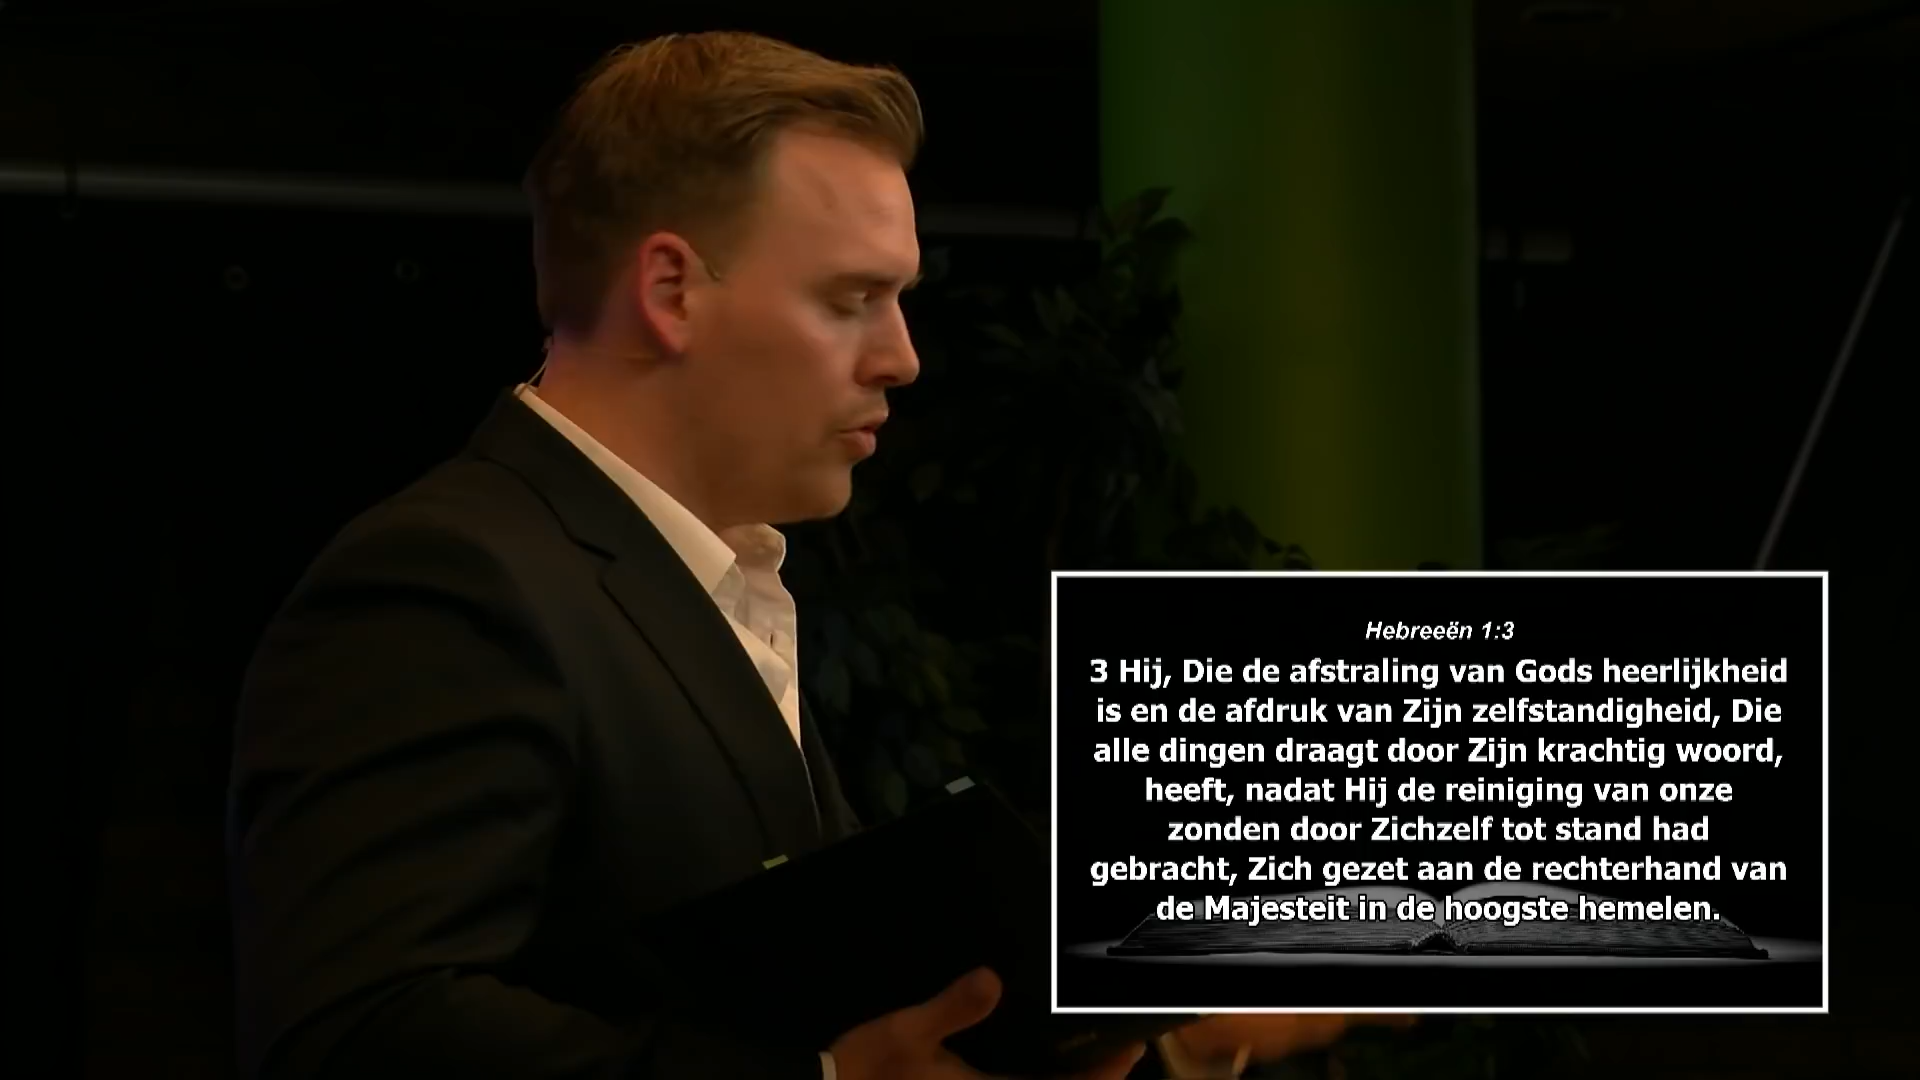 Hebreeën 1:3
3 Hij, Die de afstraling van Gods heerlijkheid
is en de afdruk van Zijn zelfstandigheid, Die
alle dingen draagt door Zijn krachtig woord,
heeft, nadat Hij de reiniging van onze
zonden door Zichzelf tot stand had
gebracht, Zich gezet aan de rechterhand van
de Majesteit in de hoogste hemelen.